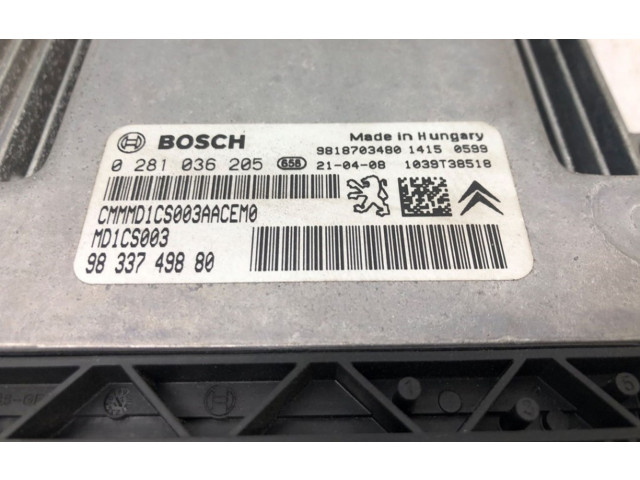 BOSCH
Made in Hungary
9818703480 1415 0599
0 281 036 205 658 21-04-08 1039T38518
CMMMD1CS003AACEM0
MD1CS003
98 337 498 80